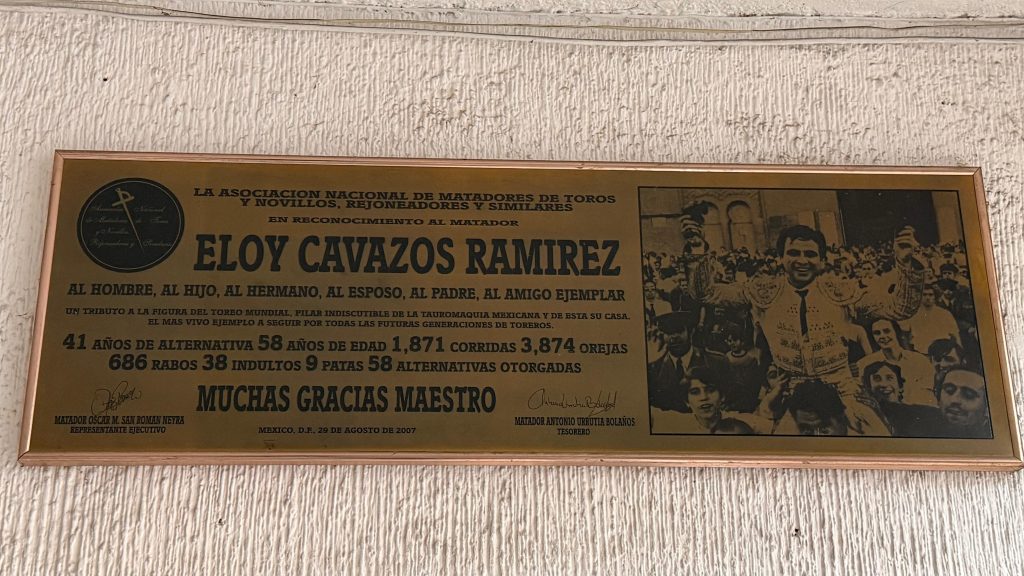 LA ASOCIACION NACIONAL DE MATADORES DE TOROS
Y NOVILLOS, REJONEADORES Y SIMILARES
EN RECONOCIMIENTO AL MATADOR
ELOY CAVAZOS RAMIREZ
AL HOMBRE, AL HIJO, AL HERMANO, AL ESPOSO, AL PADRE, AL AMIGO EJEMPLAR
UN TRIBUTO A LA FIGURA DEL TOREO MUNDIAL, PILAR INDISCUTIBLE DE LA TAUROMAQUIA MEXICANA Y DE ESTA SU CASA.
EL MAS VIVO EJEMPLO A SEGUIR POR TODAS LAS FUTURAS GENERACIONES DE TOREROS.
41 AÑOS DE ALTERNATIVA 58 AÑOS DE EDAD 1,871 CORRIDAS 3,874 OREJAS
686 RABOS 38 INDULTOS 9 PATAS 58 ALTERNATIVAS OTORGADAS
MUCHAS GRACIAS MAESTRO
MATADOR OSCAR M. SAN ROMAN NEYRA
REPRESENTANTE EJECUTIVO
MATADOR ANTONIO URRUTIA BOLAÑOS
TESORERO
MEXICO, D.F., 29 DE AGOSTO DE 2007